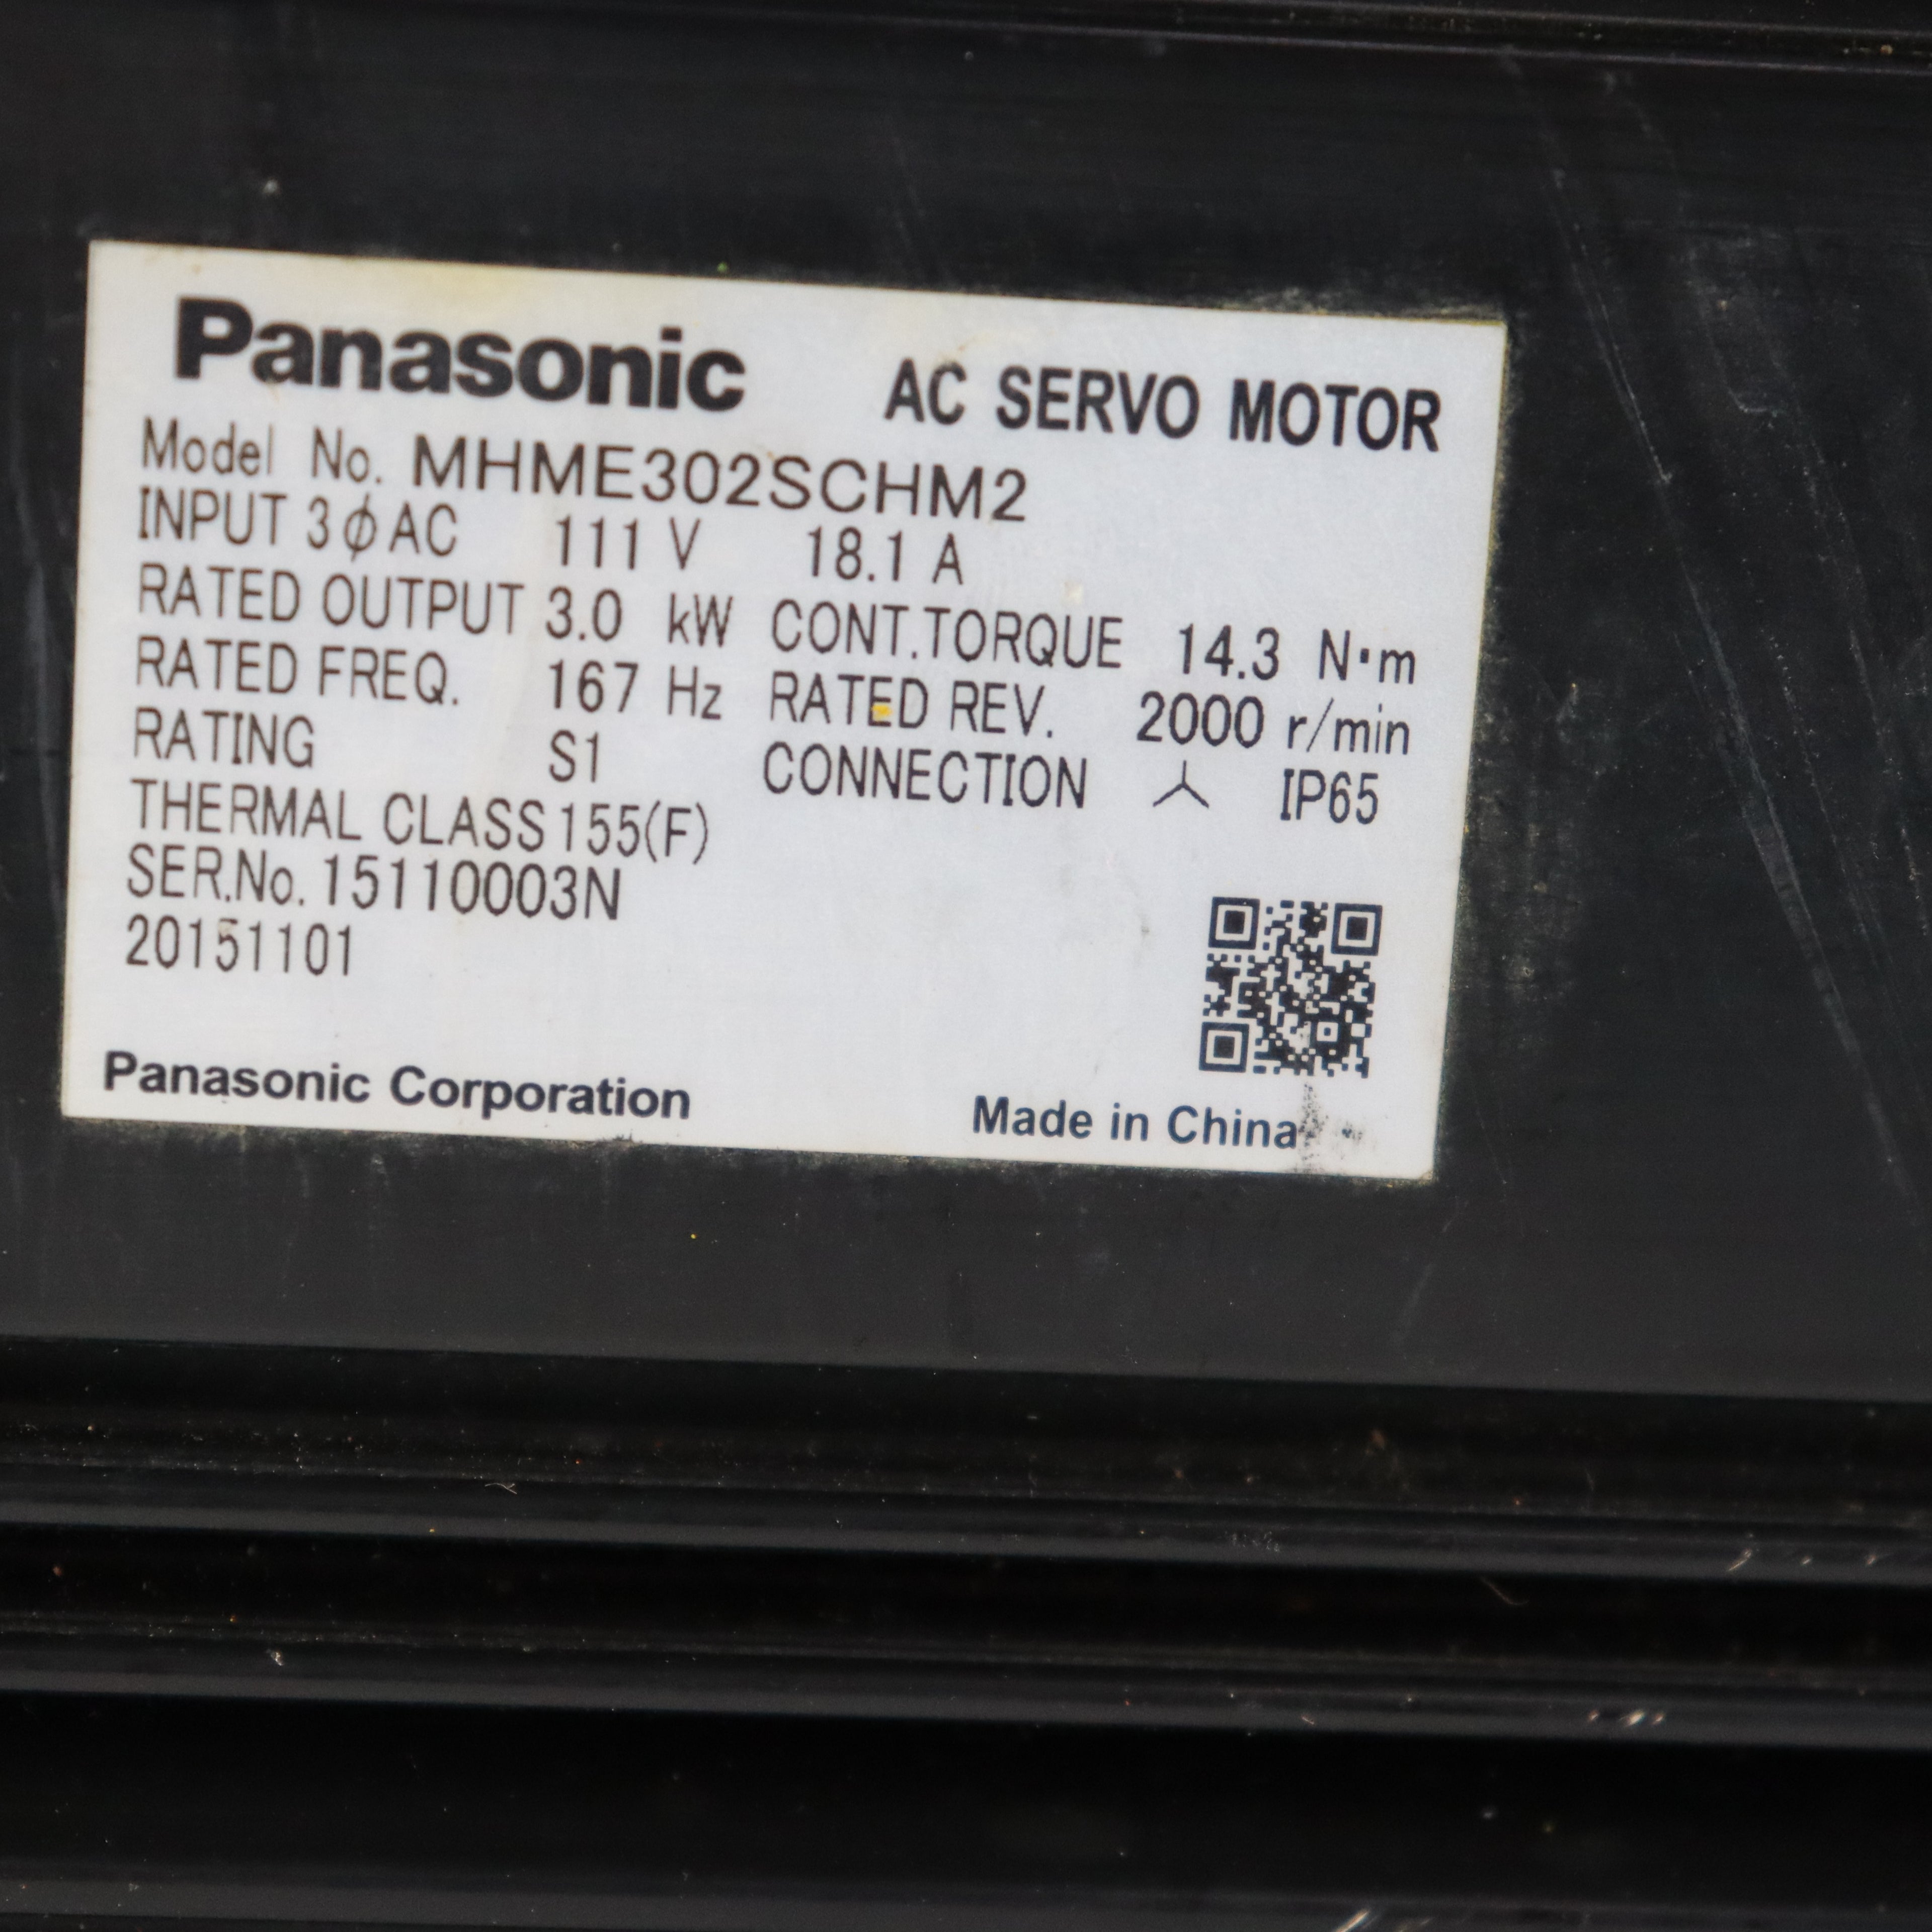 Panasonic AC SERVO MOTOR
Model No. MHME302SCHM2
INPUT 3ϕAC 111 V 18.1 A
RATED OUTPUT 3.0 kW CONT.TORQUE 14.3 N·m
RATED FREQ. 167 Hz RATED REV. 2000 r/min
RATING S1 CONNECTION 人 IP65
THERMAL CLASS 155(F)
SER.No. 15110003N
20151101
Panasonic Corporation Made in China